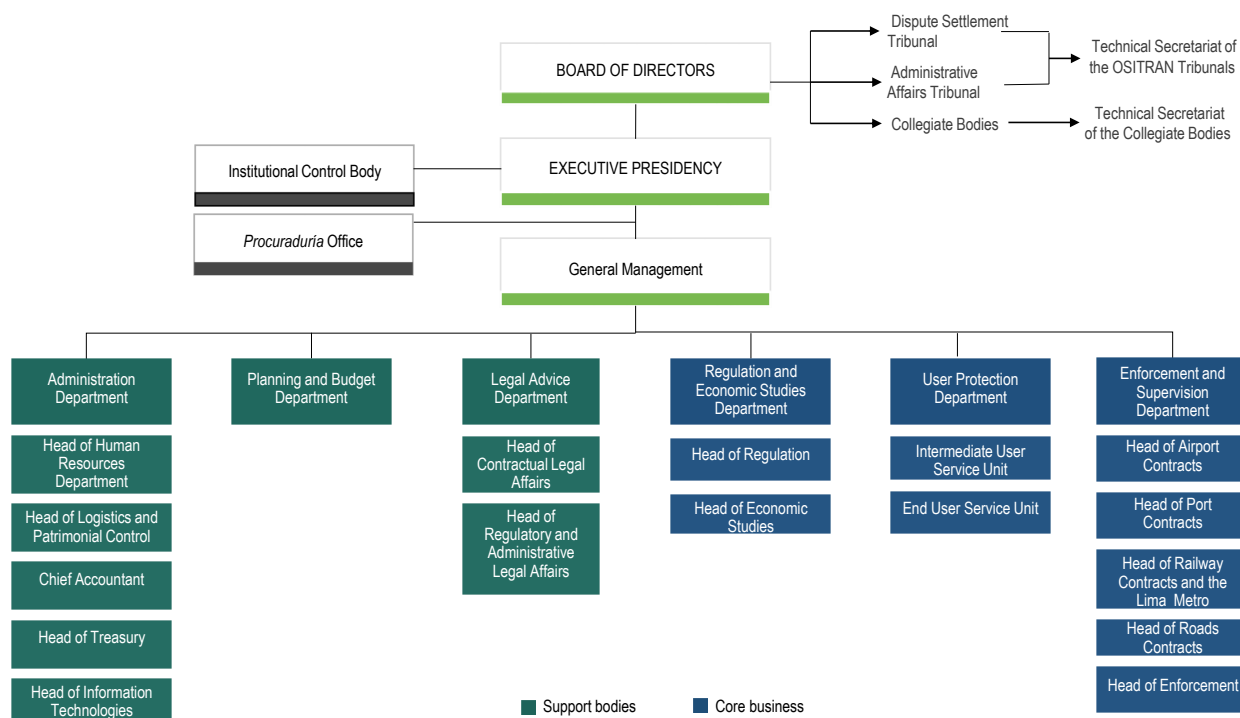 Dispute Settlement
Tribunal
Technical Secretariat of
the OSITRAN Tribunals
BOARD OF DIRECTORS
Administrative
Affairs Tribunal
Collegiate Bodies
Technical Secretariat
of the Collegiate Bodies
Institutional Control Body
EXECUTIVE PRESIDENCY
Procuraduría Office
General Management
Administration
Department
Head of Human
Resources
Department
Head of Logistics and
Patrimonial Control
Chief Accountant
Head of Treasury
Head of Information
Technologies
Planning and Budget
Department
Legal Advice
Department
Head of
Contractual Legal
Affairs
Head of
Regulatory and
Administrative
Legal Affairs
Regulation and
Economic Studies
Department
Head of Regulation
Head of Economic
Studies
User Protection
Department
Intermediate User
Service Unit
End User Service Unit
Enforcement and
Supervision
Department
Head of Airport
Contracts
Head of Port
Contracts
Head of Railway
Contracts and the
Lima Metro
Head of Roads
Contracts
Head of Enforcement
Support bodies
Core business